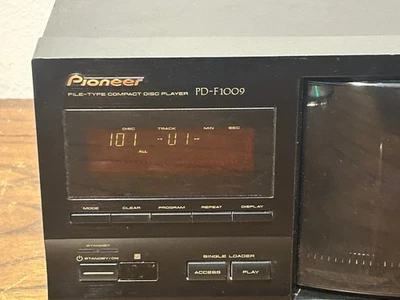 Pioneer
FILE-TYPE COMPACT DISC PLAYER PD-F1009
DISC TRACK MIN SEC
101 -01-
ALL
MODE CLEAR PROGRAM REPEAT DISPLAY
STANDBY
STANDBY/ON
SINGLE LOADER
ACCESS PLAY